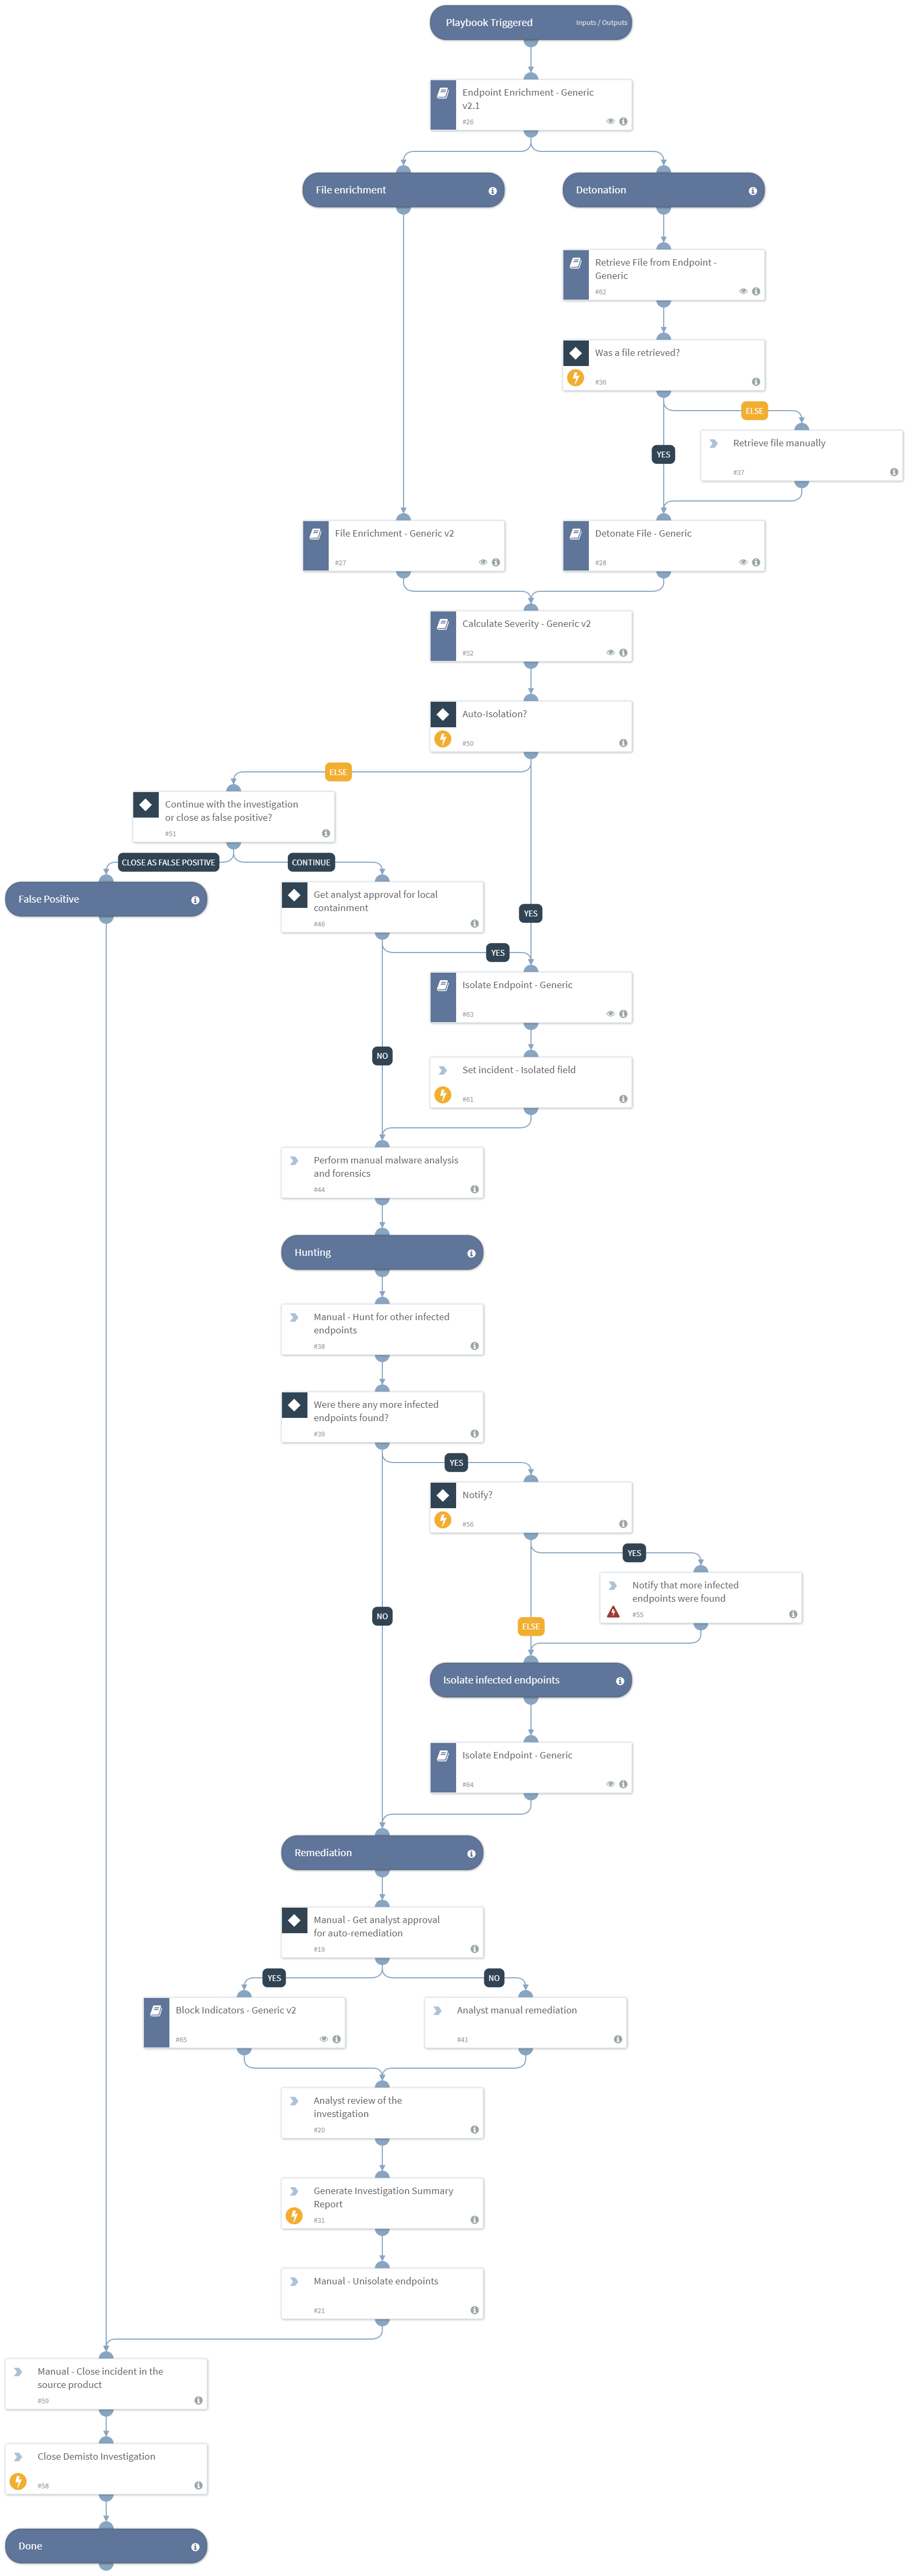 Playbook Triggered
Inputs / Outputs
Endpoint Enrichment - Generic
v2.1
#26
File enrichment
Detonation
Retrieve File from Endpoint -
Generic
#62
Was a file retrieved?
#36
ELSE
YES
Retrieve file manually
#37
File Enrichment - Generic v2
#27
Detonate File - Generic
#28
Calculate Severity - Generic v2
#52
Auto-Isolation?
#50
ELSE
Continue with the investigation
or close as false positive?
#51
CLOSE AS FALSE POSITIVE
CONTINUE
False Positive
Get analyst approval for local
containment
#46
YES
YES
Isolate Endpoint - Generic
#63
NO
Set incident - Isolated field
#61
Perform manual malware analysis
and forensics
#44
Hunting
Manual - Hunt for other infected
endpoints
#38
Were there any more infected
endpoints found?
#39
YES
Notify?
#56
YES
Notify that more infected
endpoints were found
#55
NO
ELSE
Isolate infected endpoints
Isolate Endpoint - Generic
#64
Remediation
Manual - Get analyst approval
for auto-remediation
#19
YES
NO
Block Indicators - Generic v2
#65
Analyst manual remediation
#41
Analyst review of the
investigation
#20
Generate Investigation Summary
Report
#31
Manual - Unisolate endpoints
#21
Manual - Close incident in the
source product
#59
Close Demisto Investigation
#58
Done